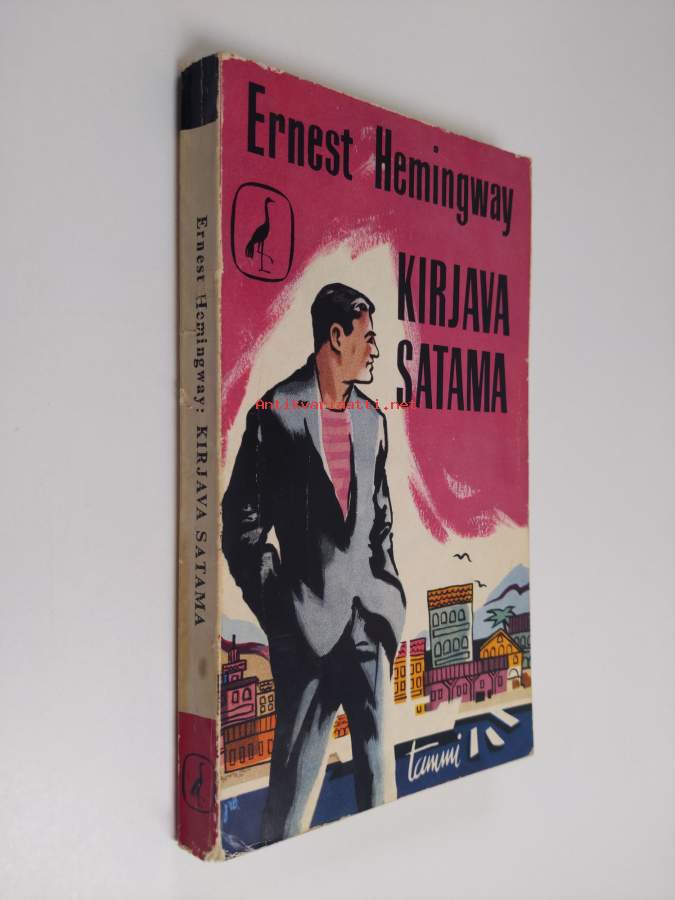 Ernest Hemingway
KIRJAVA
SATAMA
Antikvariaatti.net
tammi
Ernest Hemingway: KIRJAVA SATAMA